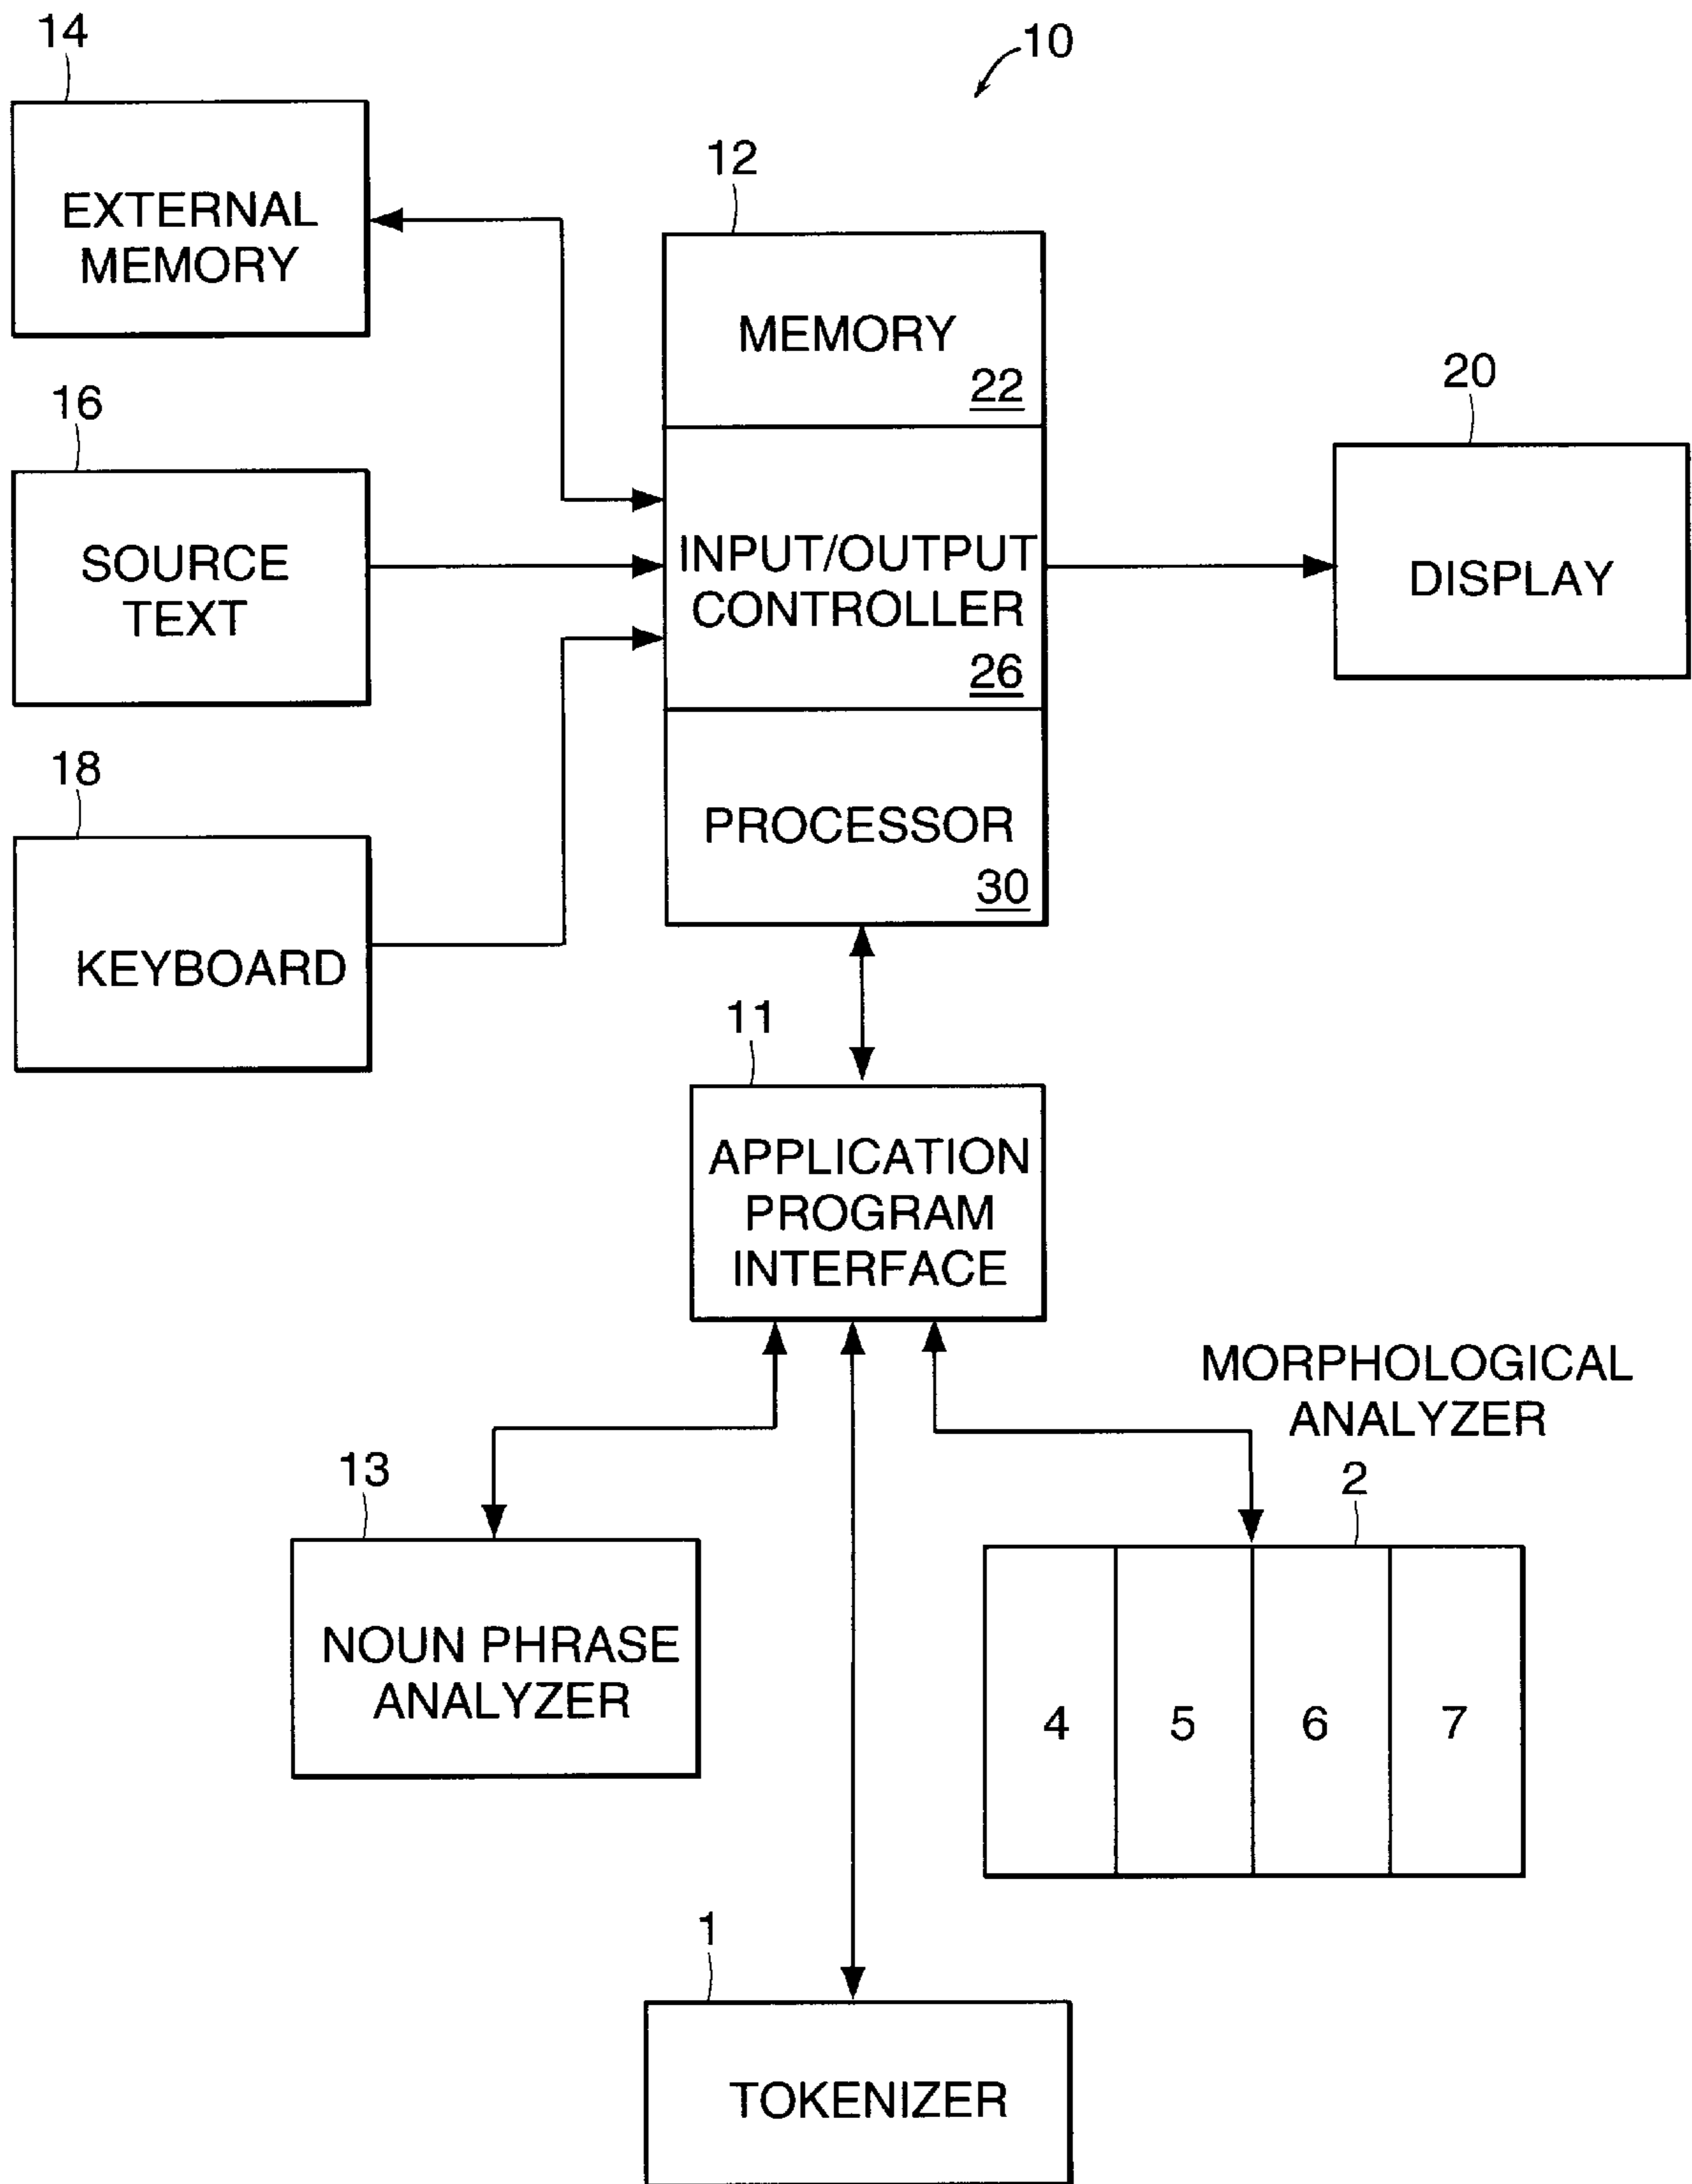 14
EXTERNAL
MEMORY
10
12
MEMORY
22
16
SOURCE
TEXT
INPUT/OUTPUT
CONTROLLER
26
20
DISPLAY
18
KEYBOARD
PROCESSOR
30
11
APPLICATION
PROGRAM
INTERFACE
13
NOUN PHRASE
ANALYZER
MORPHOLOGICAL
ANALYZER
2
4 5 6 7
1
TOKENIZER